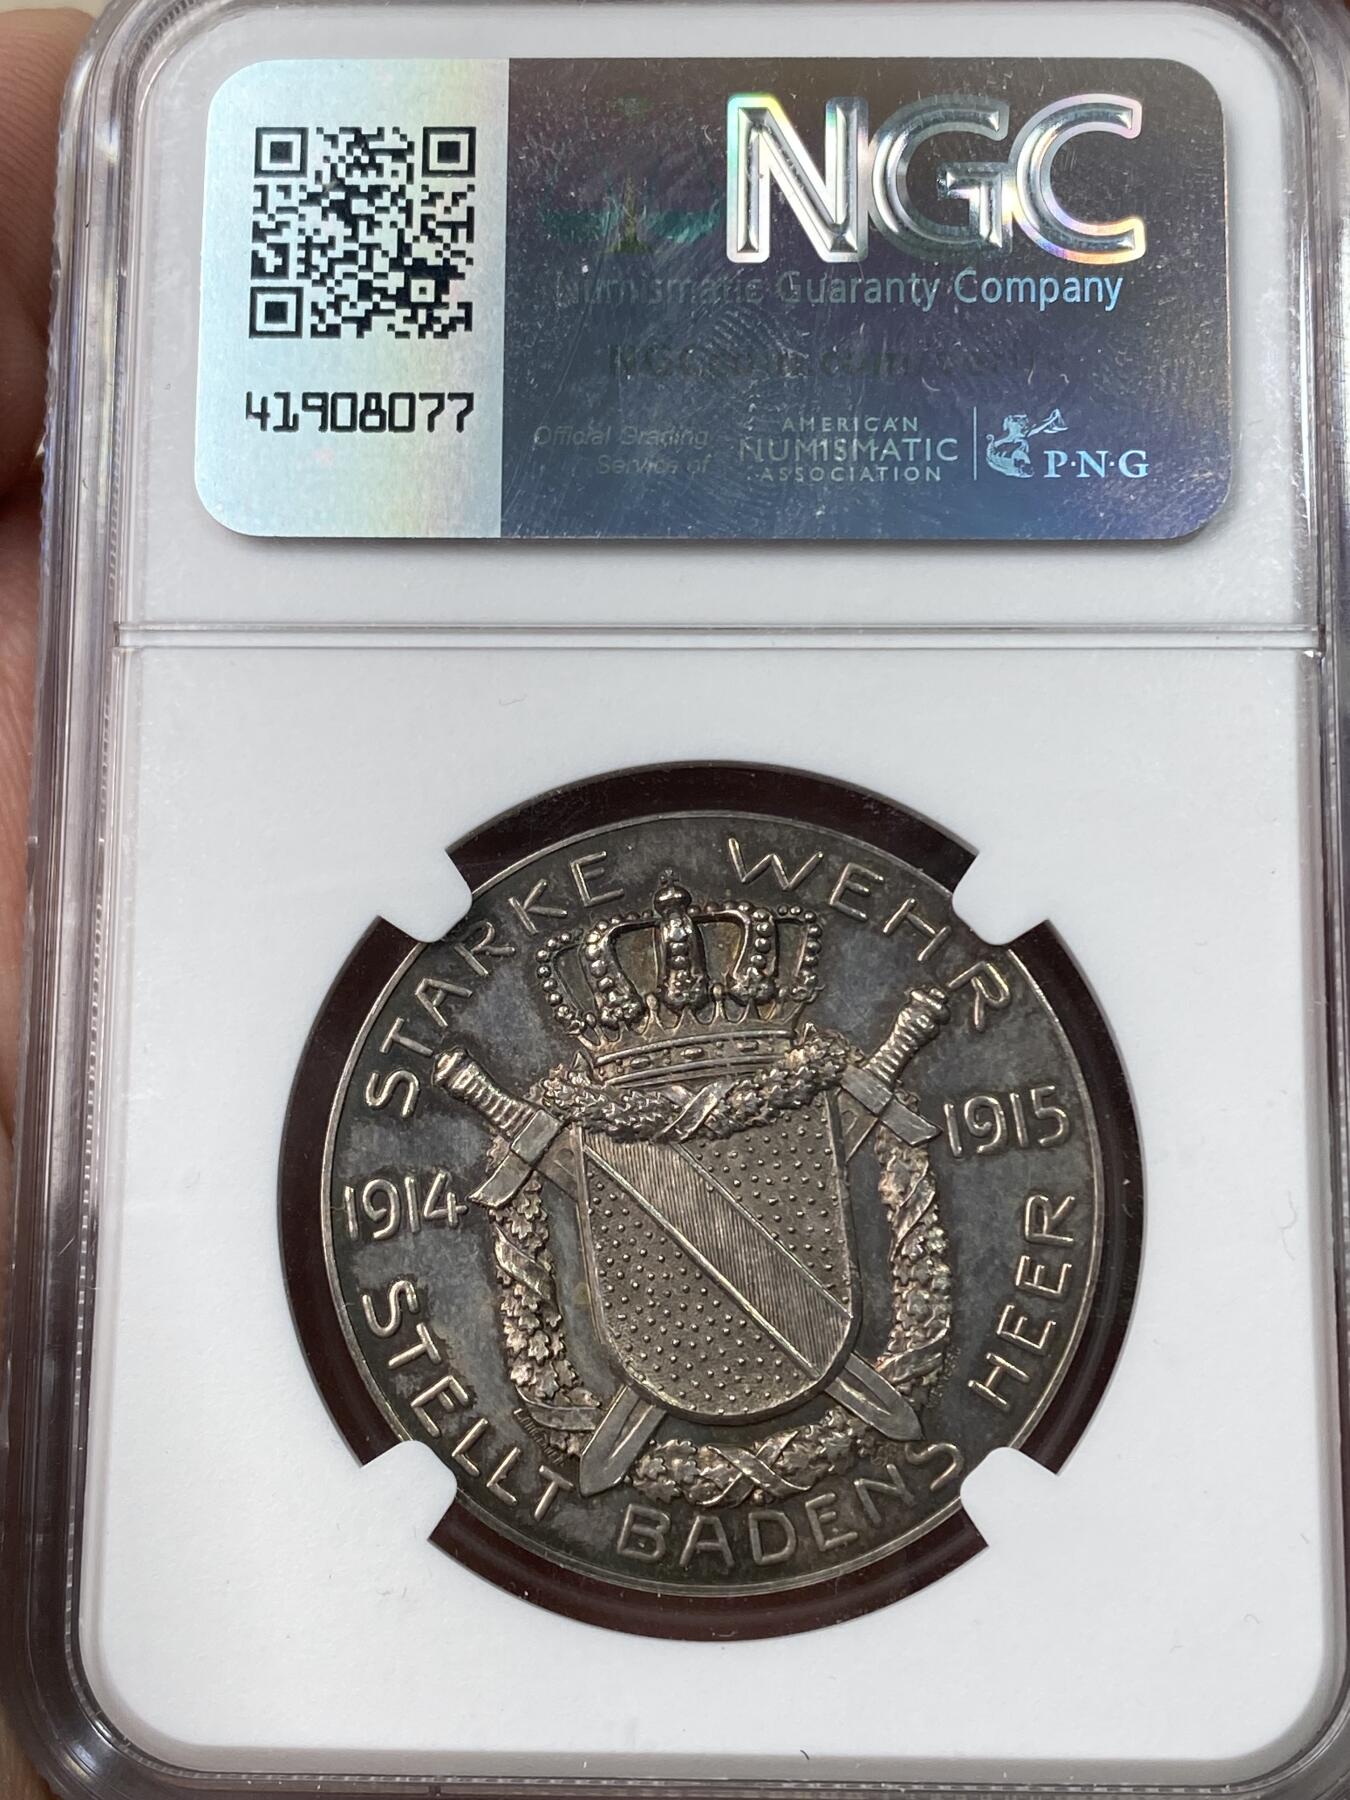 NGC
Numismatic Guaranty Company
41908077
Official Grading
Service of
AMERICAN
NUMISMATIC
ASSOCIATION
P·N·G
STARKE WEHR
1914
1915
STELLT BADENS HEER